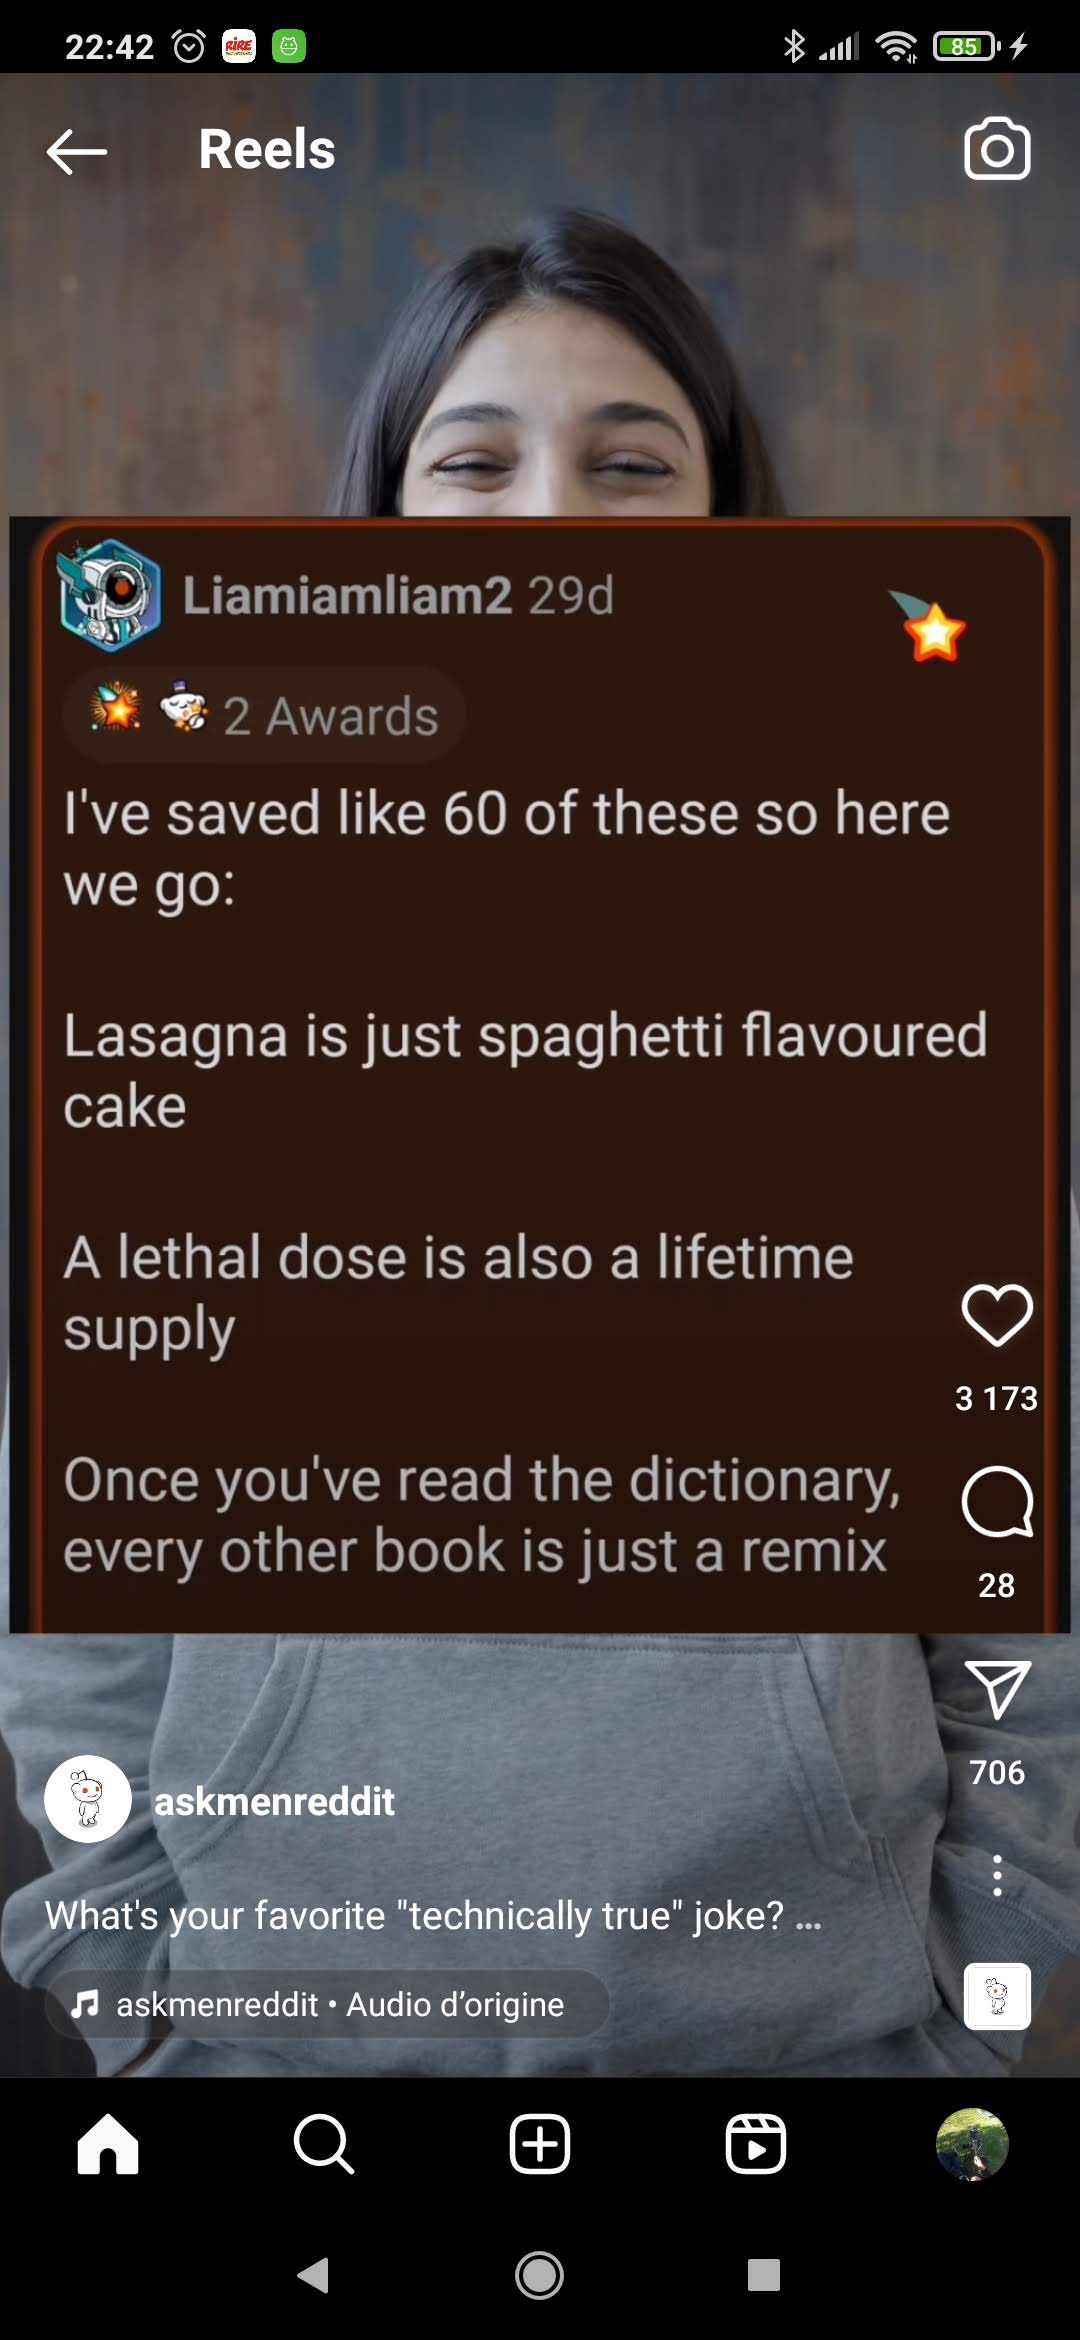 22:42
RIRE
85
Reels
Liamiamliam2 29d
2 Awards
I've saved like 60 of these so here
we go:
Lasagna is just spaghetti flavoured
cake
A lethal dose is also a lifetime
supply
3 173
Once you've read the dictionary,
every other book is just a remix
28
706
askmenreddit
What's your favorite "technically true" joke? ...
askmenreddit • Audio d’origine